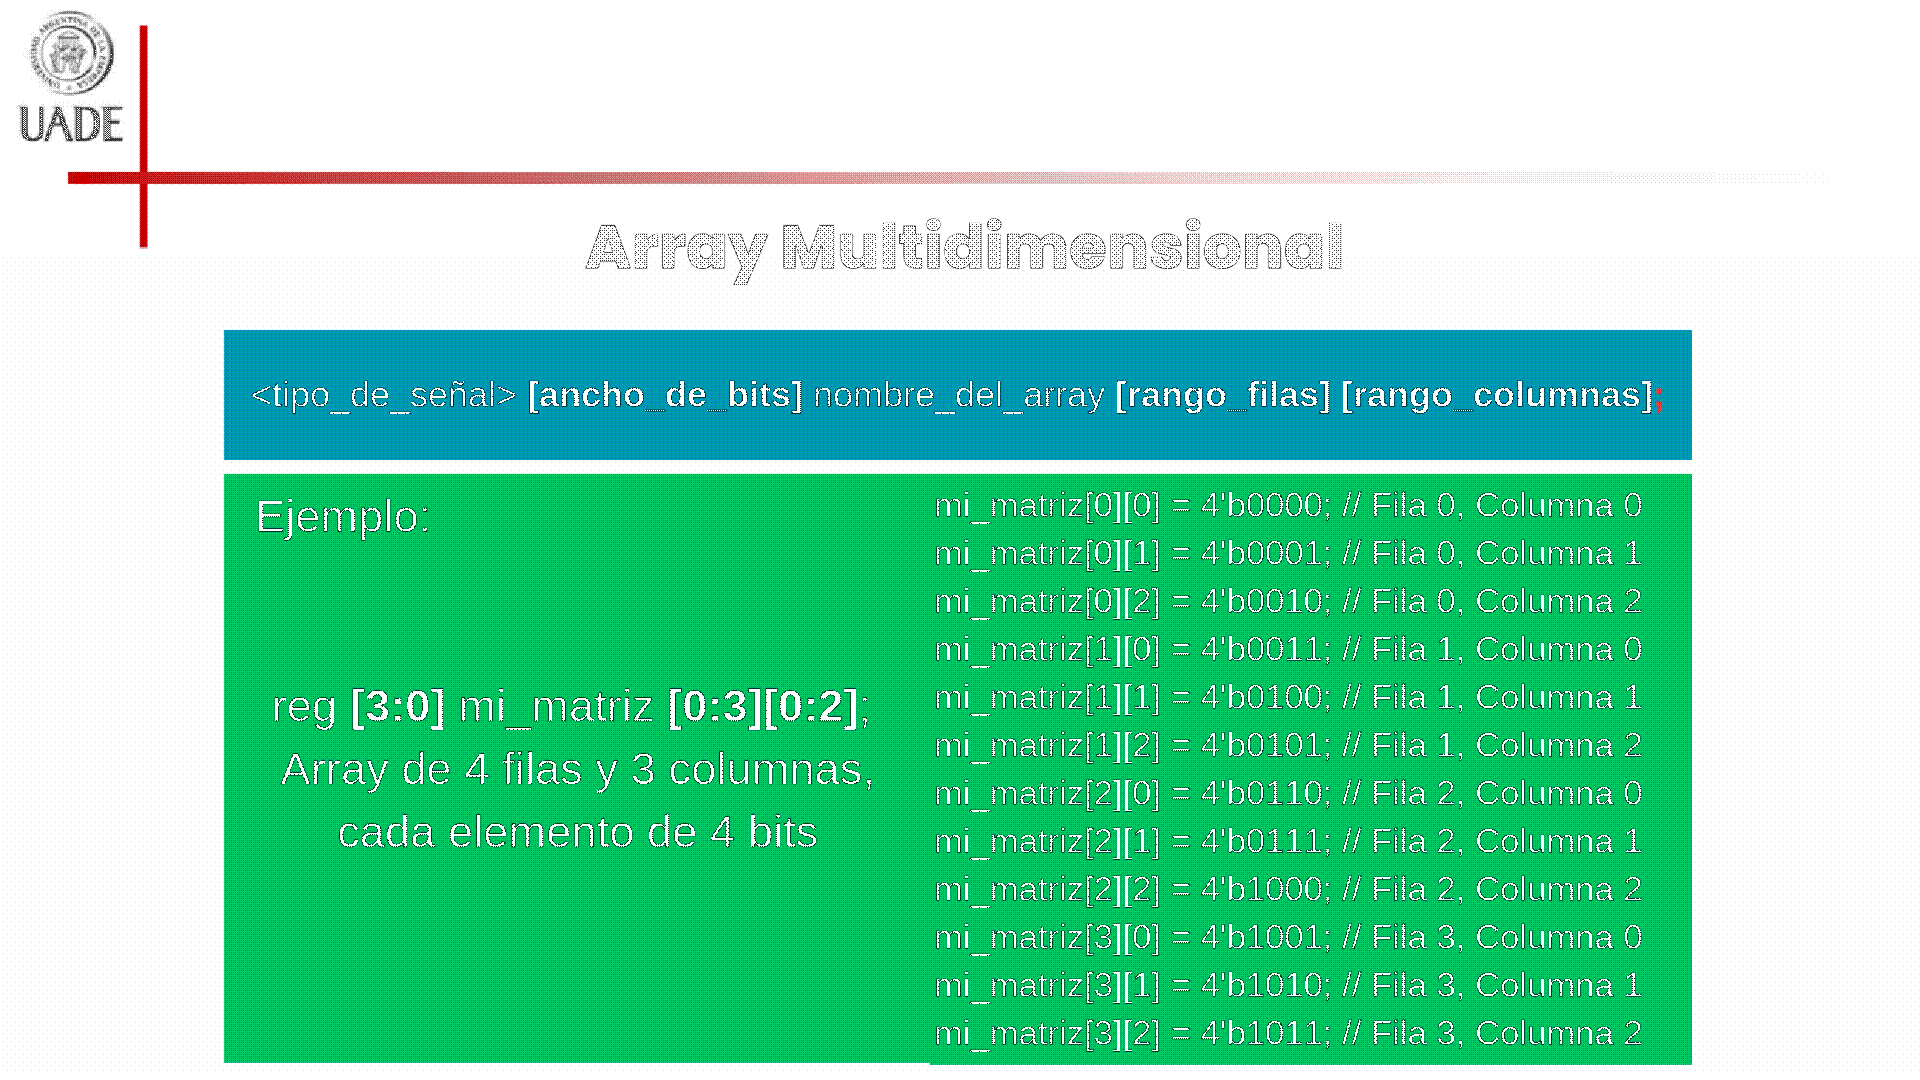 UADE
Array Multidimensional
<tipo_de_señal> [ancho_de_bits] nombre_del_array [rango_filas] [rango_columnas];
Ejemplo:
reg [3:0] mi_matriz [0:3][0:2];
Array de 4 filas y 3 columnas,
cada elemento de 4 bits
mi_matriz[0][0] = 4'b0000; // Fila 0, Columna 0
mi_matriz[0][1] = 4'b0001; // Fila 0, Columna 1
mi_matriz[0][2] = 4'b0010; // Fila 0, Columna 2
mi_matriz[1][0] = 4'b0011; // Fila 1, Columna 0
mi_matriz[1][1] = 4'b0100; // Fila 1, Columna 1
mi_matriz[1][2] = 4'b0101; // Fila 1, Columna 2
mi_matriz[2][0] = 4'b0110; // Fila 2, Columna 0
mi_matriz[2][1] = 4'b0111; // Fila 2, Columna 1
mi_matriz[2][2] = 4'b1000; // Fila 2, Columna 2
mi_matriz[3][0] = 4'b1001; // Fila 3, Columna 0
mi_matriz[3][1] = 4'b1010; // Fila 3, Columna 1
mi_matriz[3][2] = 4'b1011; // Fila 3, Columna 2